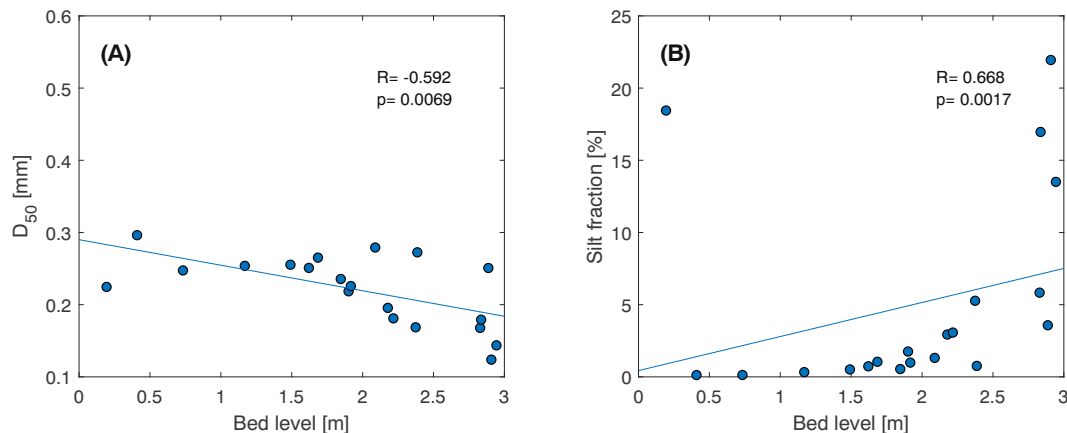 (A)
R= -0.592
p= 0.0069
0.6
0.5
0.4
0.3
0.2
0.1
D50 [mm]
0 0.5 1 1.5 2 2.5 3
Bed level [m]
(B)
R= 0.668
p= 0.0017
25
20
15
10
5
0
Silt fraction [%]
0 0.5 1 1.5 2 2.5 3
Bed level [m]